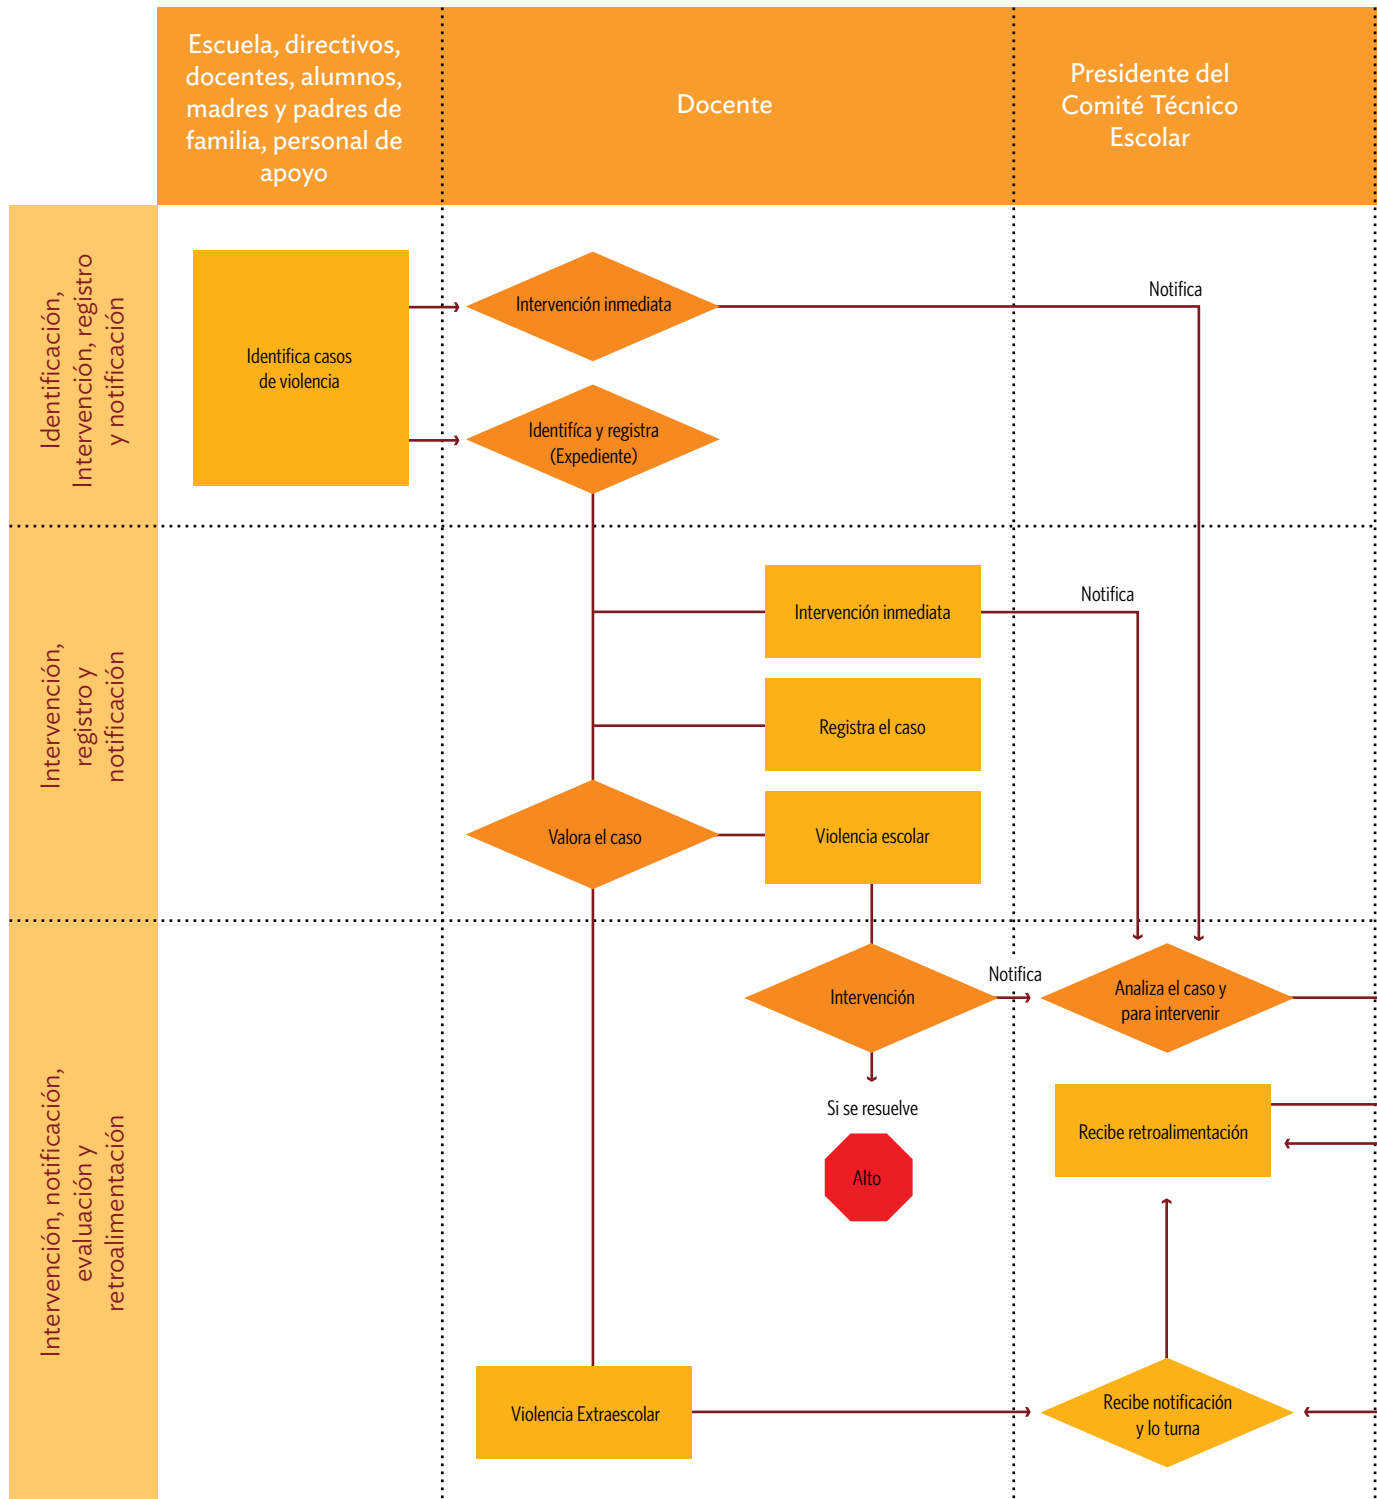 Escuela, directivos,
docentes, alumnos,
madres y padres de
familia, personal de
apoyo
Docente
Presidente del
Comité Técnico
Escolar
Identificación,
Intervención, registro
y notificación
Identifica casos
de violencia
Intervención inmediata
Notifica
Identifíca y registra
(Expediente)
Intervención,
registro y
notificación
Intervención inmediata
Notifica
Registra el caso
Valora el caso
Violencia escolar
Intervención, notificación,
evaluación y
retroalimentación
Intervención
Notifica
Analiza el caso y
para intervenir
Si se resuelve
Alto
Recibe retroalimentación
Violencia Extraescolar
Recibe notificación
y lo turna